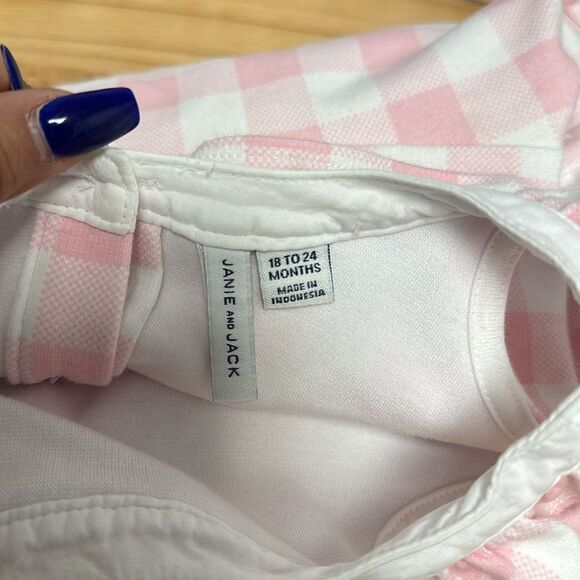 JANIE AND JACK
18 TO 24
MONTHS
MADE IN
INDONESIA